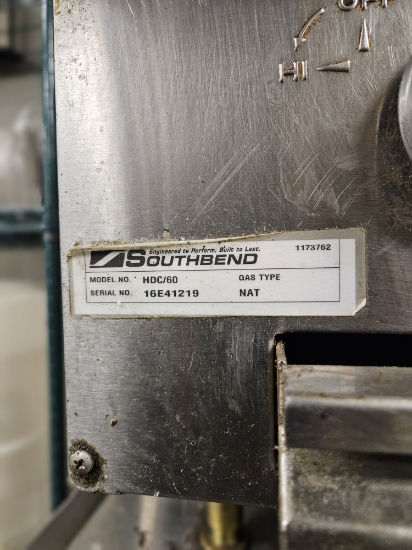 HI
Engineered to Perform, Built to Last.
SOUTHBEND
1173762
MODEL NO. HDC/60 GAS TYPE
SERIAL NO. 16E41219 NAT